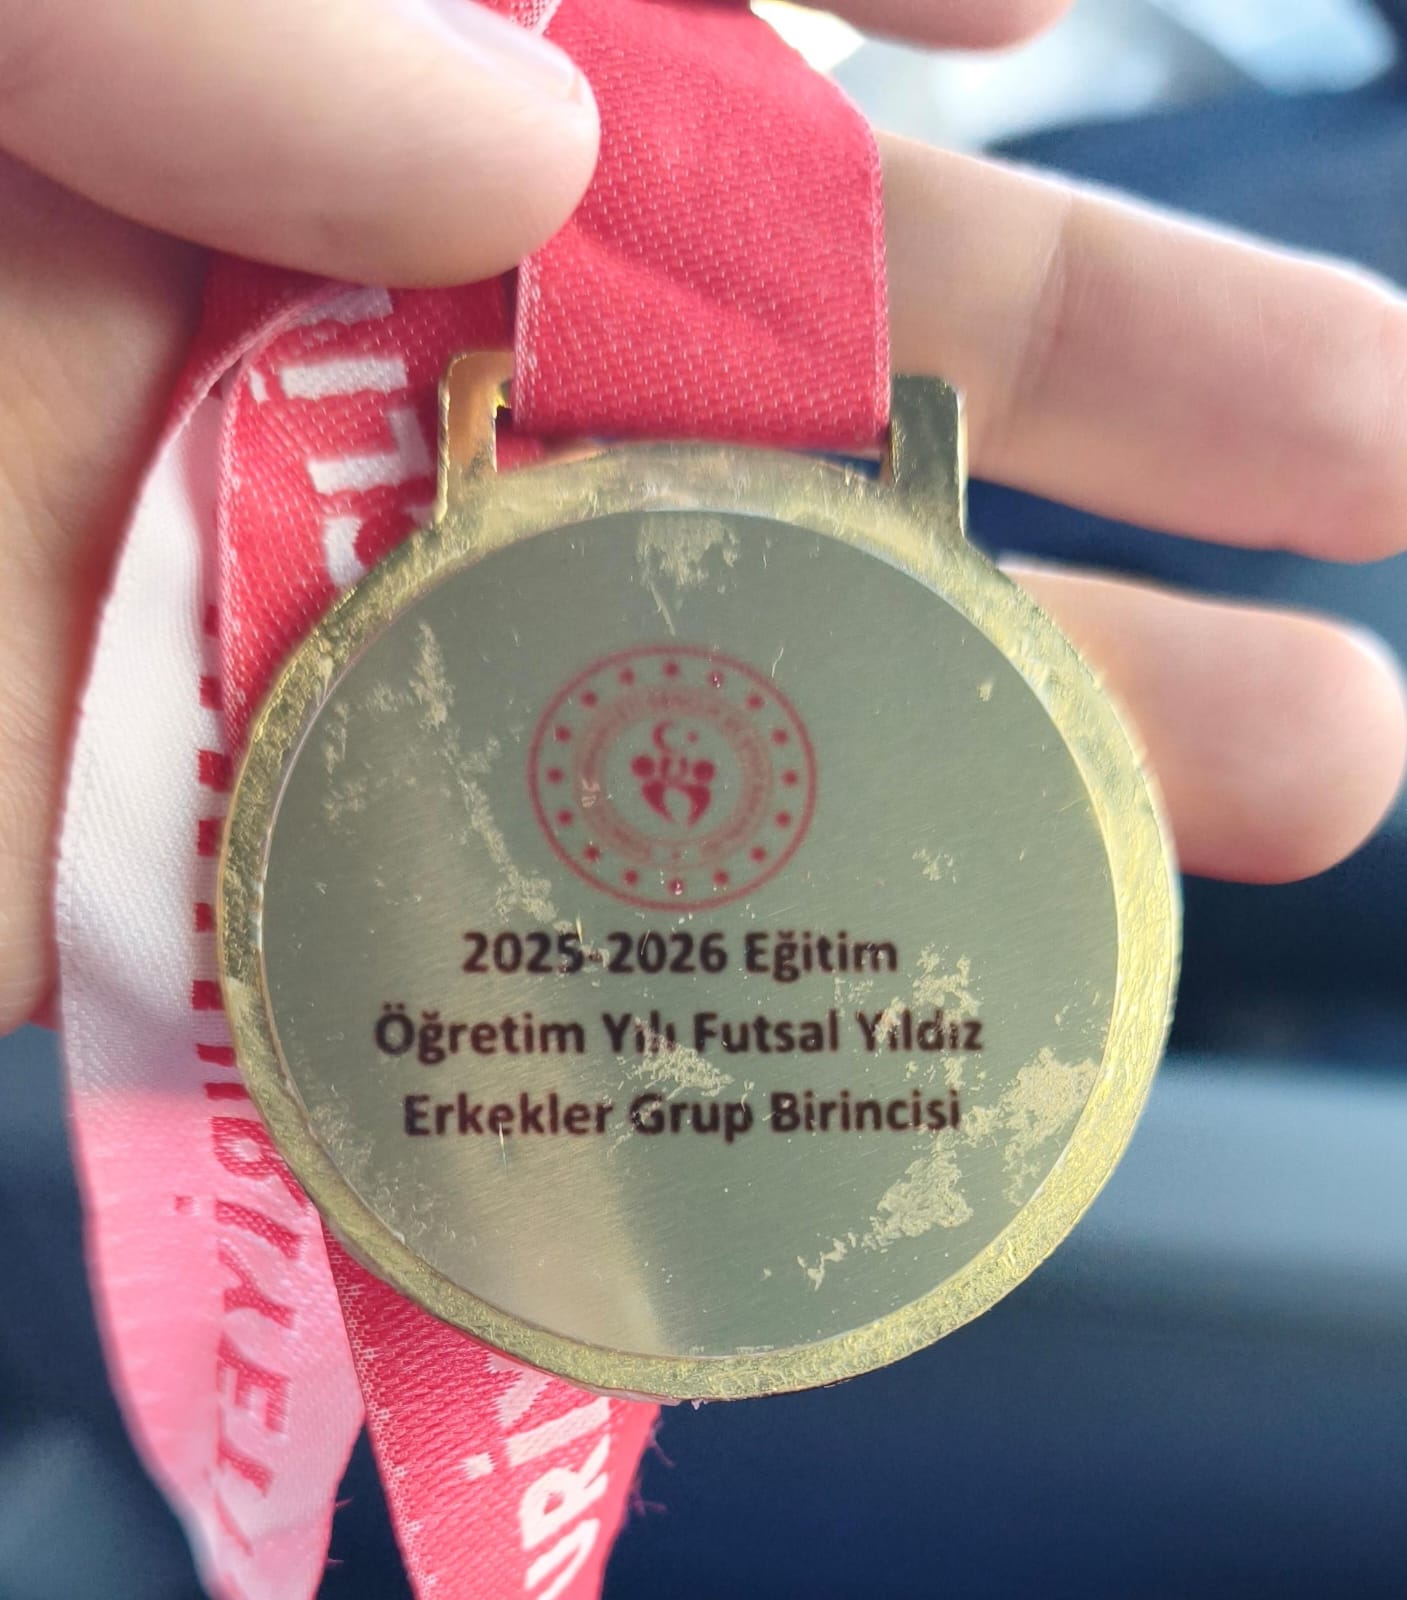 2025-2026 Eğitim
Öğretim Yılı Futsal Yıldız
Erkekler Grup Birincisi